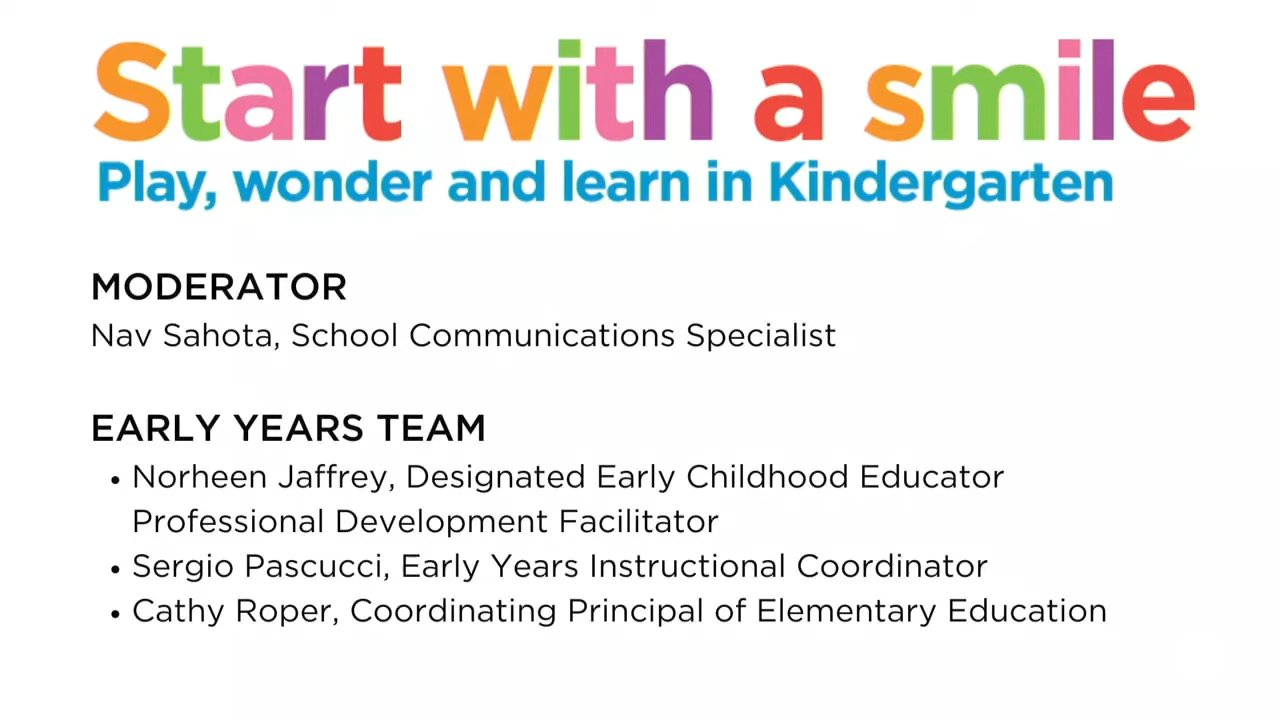 Start with a smile
Play, wonder and learn in Kindergarten
MODERATOR
Nav Sahota, School Communications Specialist
EARLY YEARS TEAM
• Norheen Jaffrey, Designated Early Childhood Educator
Professional Development Facilitator
• Sergio Pascucci, Early Years Instructional Coordinator
• Cathy Roper, Coordinating Principal of Elementary Education